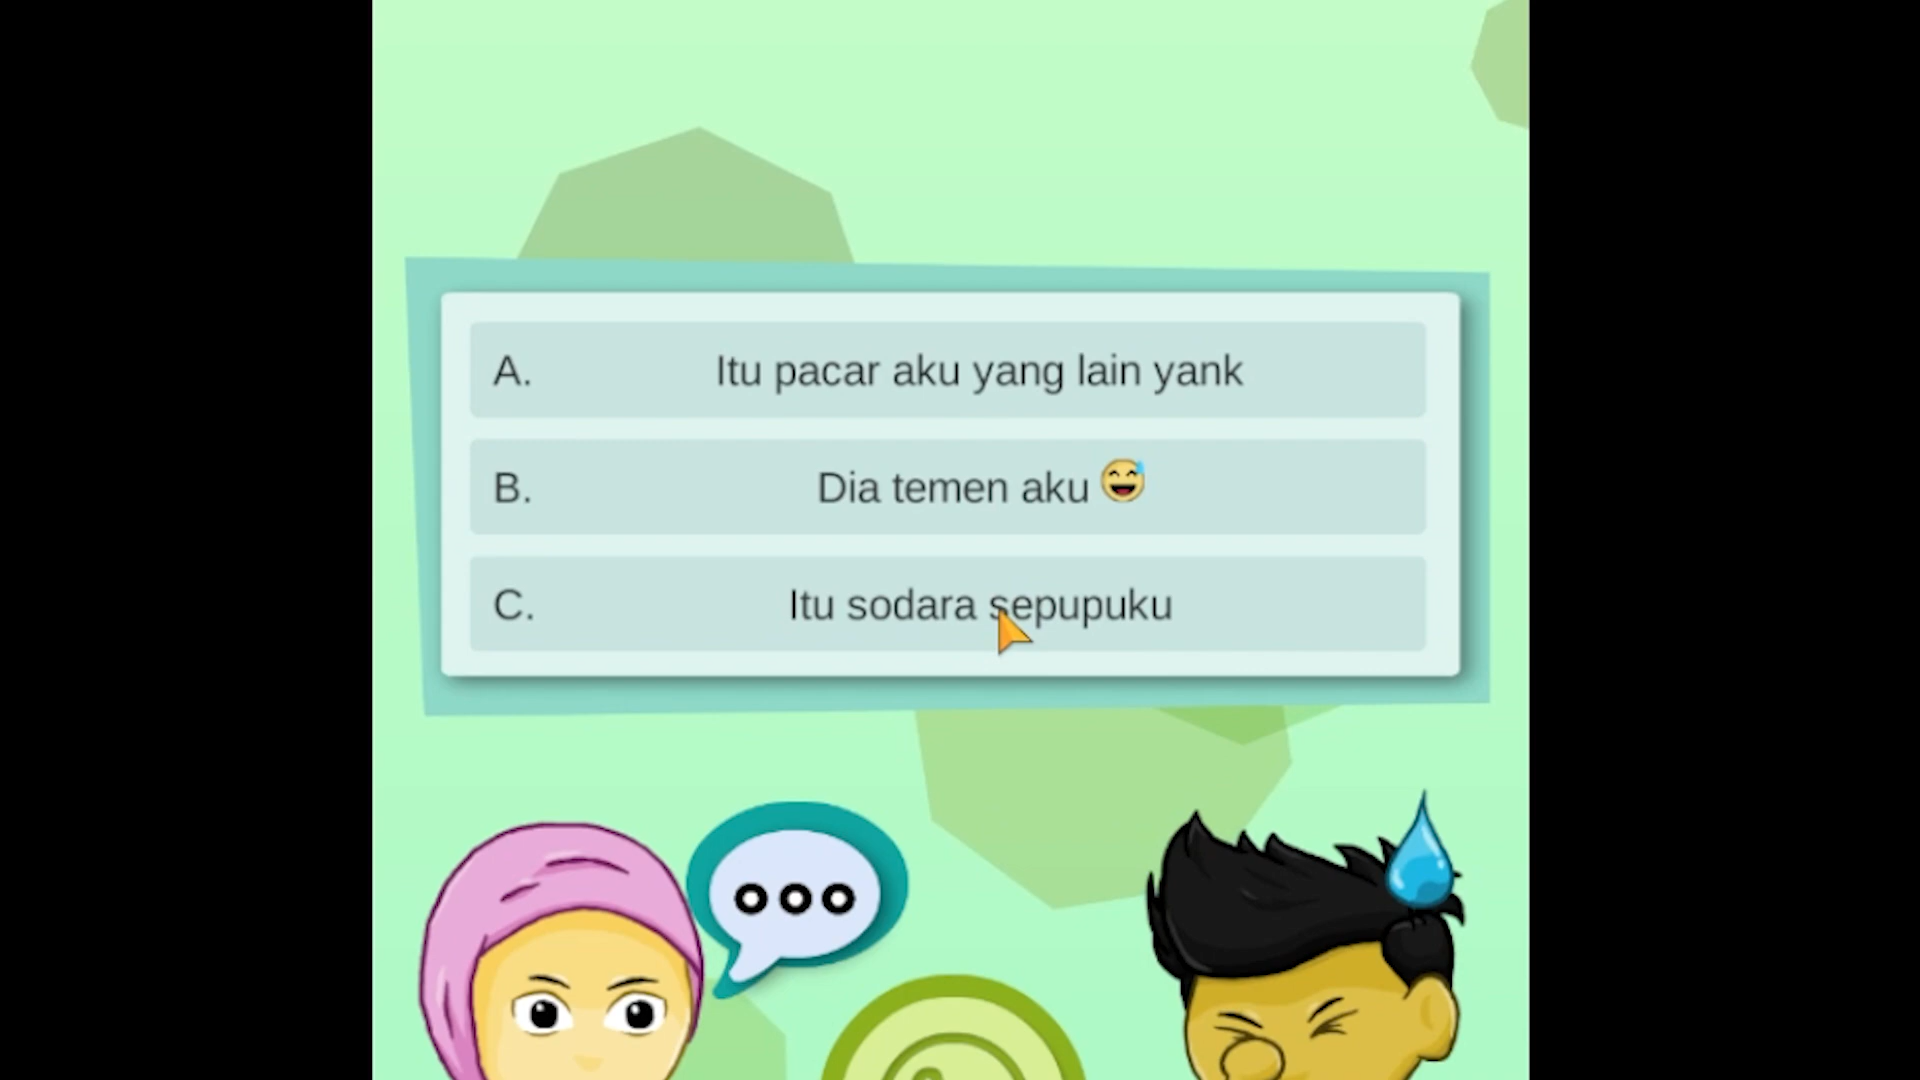 A. Itu pacar aku yang lain yank
B. Dia temen aku 😅
C. Itu sodara sepupuku